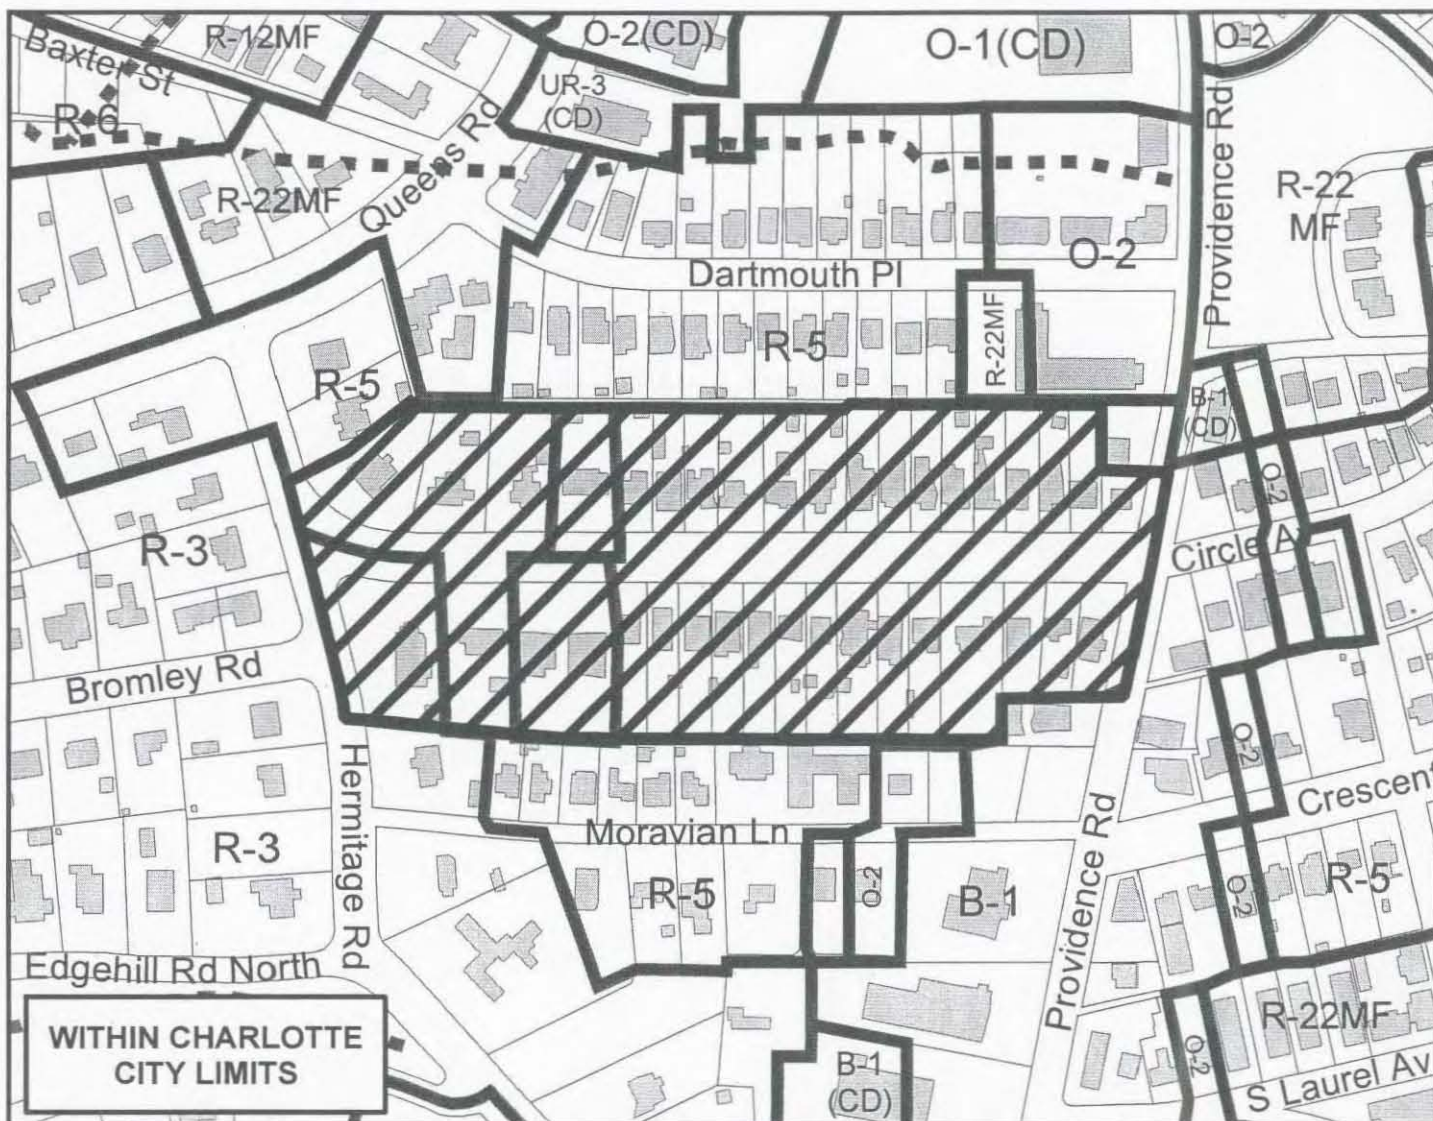 Baxter St
R-12MF
O-2(CD)
O-1(CD)
O-2
R-6
UR-3
(CD)
Queens Rd
Providence Rd
R-22MF
R-22
MF
O-2
Dartmouth Pl
R-5
R-22MF
R-5
B-1
(CD)
O-2
R-3
Circle A
Bromley Rd
O-2
Hermitage Rd
Crescent
Moravian Ln
Providence Rd
R-3
R-5
O-2
B-1
O-2
R-5
Edgehill Rd North
WITHIN CHARLOTTE
CITY LIMITS
R-22MF
O-2
B-1
(CD)
S Laurel Av